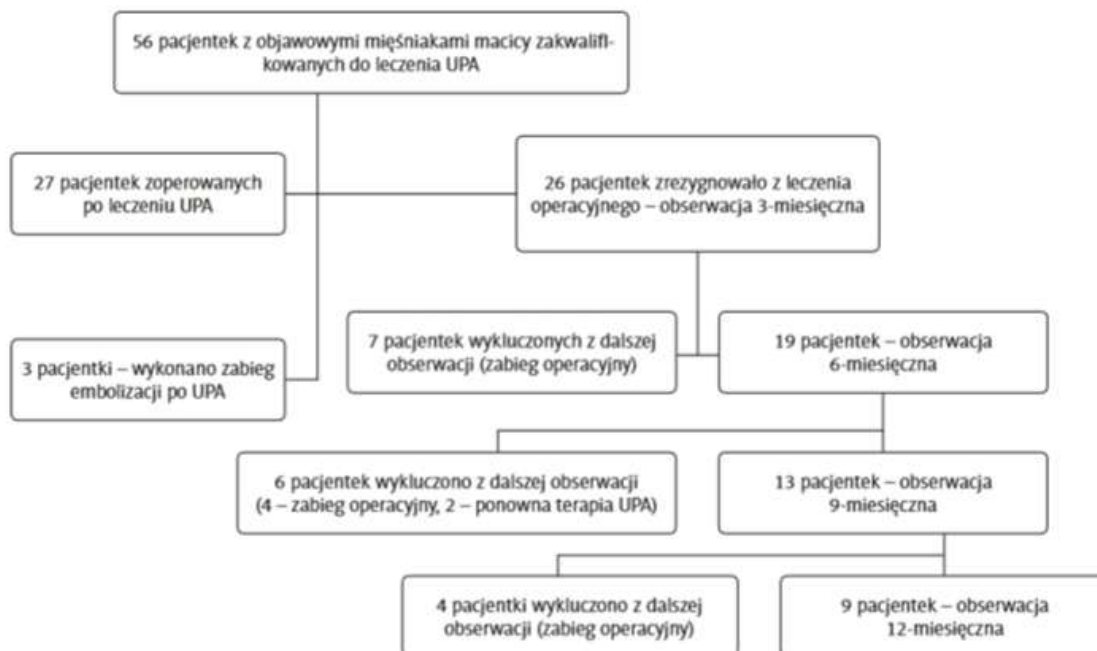 56 pacjentek z objawowymi mięśniakami macicy zakwalifi-
kowanych do leczenia UPA
27 pacjentek zoperowanych
po leczeniu UPA
26 pacjentek zrezygnowało z leczenia
operacyjnego – obserwacja 3-miesięczna
3 pacjentki – wykonano zabieg
embolizacji po UPA
7 pacjentek wykluczonych z dalszej
obserwacji (zabieg operacyjny)
19 pacjentek – obserwacja
6-miesięczna
6 pacjentek wykluczono z dalszej obserwacji
(4 – zabieg operacyjny, 2 – ponowna terapia UPA)
13 pacjentek – obserwacja
9-miesięczna
4 pacjentki wykluczono z dalszej
obserwacji (zabieg operacyjny)
9 pacjentek – obserwacja
12-miesięczna